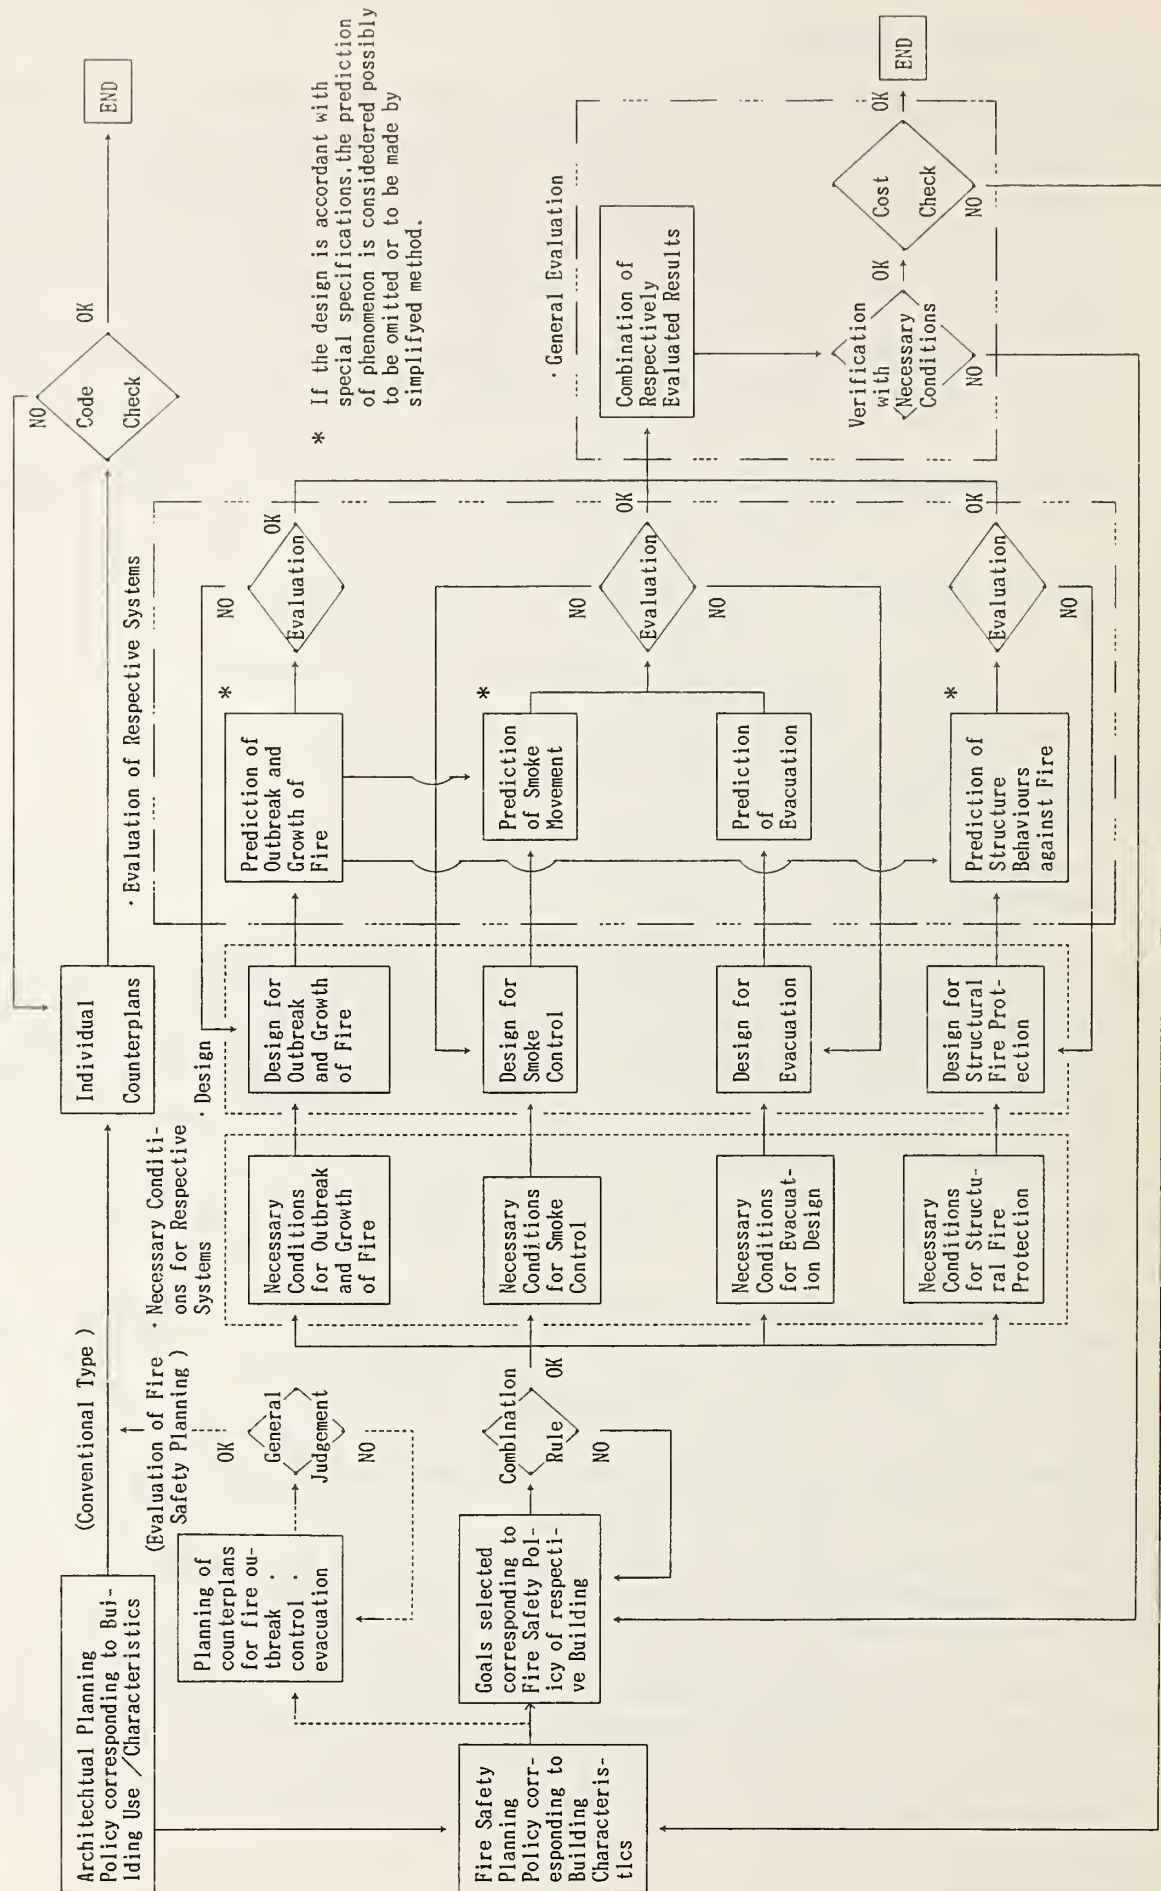 Architechtual Planning
Policy corresponding to Bui-
lding Use /Characteristics
(Conventional Type )
Individual
Counterplans
Code
Check
NO
OK
END
(Evaluation of Fire
Safety Planning )
Planning of
counterplans
for fire ou-
tbreak ·
control ·
evacuation
General
Judgement
OK
NO
Fire Safety
Planning
Policy corr-
esponding to
Building
Characteris-
tics
Goals selected
corresponding to
Fire Safety Pol-
icy of respecti-
ve Building
Combination
Rule
OK
NO
· Necessary Conditi-
ons for Respective
Systems
Necessary
Conditions
for Outbreak
and Growth
of Fire
Necessary
Conditions
for Smoke
Control
Necessary
Conditions
for Evacuat-
ion Design
Necessary
Conditions
for Structu-
ral Fire
Protection
· Design
Design for
Outbreak
and Growth
of Fire
Design for
Smoke
Control
Design for
Evacuation
Design for
Structural
Fire Prot-
ection
· Evaluation of Respective Systems
Prediction of
Outbreak and
Growth of
Fire
*
Prediction
of Smoke
Movement
*
Prediction
of
Evacuation
Prediction of
Structure
Behaviours
against Fire
*
Evaluation
NO
OK
Evaluation
NO
NO
OK
Evaluation
NO
OK
* If the design is accordant with
special specifications,the prediction
of phenomenon is considedered possibly
to be omitted or to be made by
simplifyed method.
· General Evaluation
Combination of
Respectively
Evaluated Results
Verification
with
Necessary
Conditions
OK
NO
Cost
Check
OK
NO
END